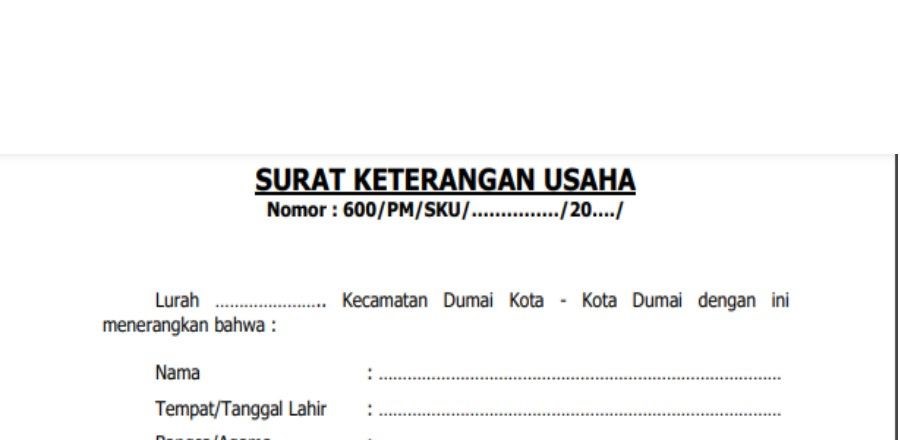 SURAT KETERANGAN USAHA
Nomor : 600/PM/SKU/.............../20..../
Lurah ...................... Kecamatan Dumai Kota - Kota Dumai dengan ini
menerangkan bahwa :
Nama : ....................................................................................
Tempat/Tanggal Lahir : ....................................................................................